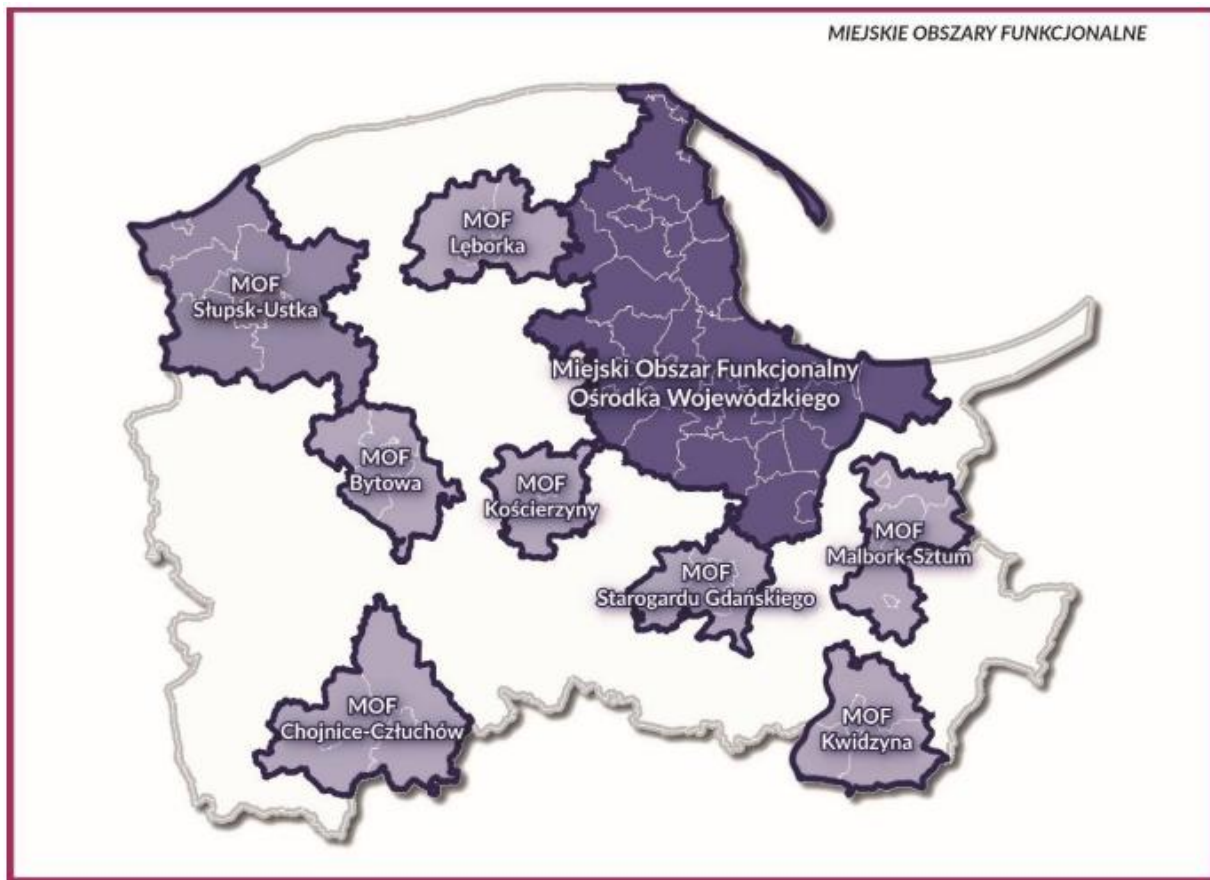 MIEJSKIE OBSZARY FUNKCJONALNE
MOF
Lęborka
MOF
Słupsk-Ustka
Miejski Obszar Funkcjonalny
Ośrodka Wojewódzkiego
MOF
Bytowa
MOF
Kościerzyny
MOF
Malbork-Sztum
MOF
Starogardu Gdańskiego
MOF
Chojnice-Człuchów
MOF
Kwidzyna